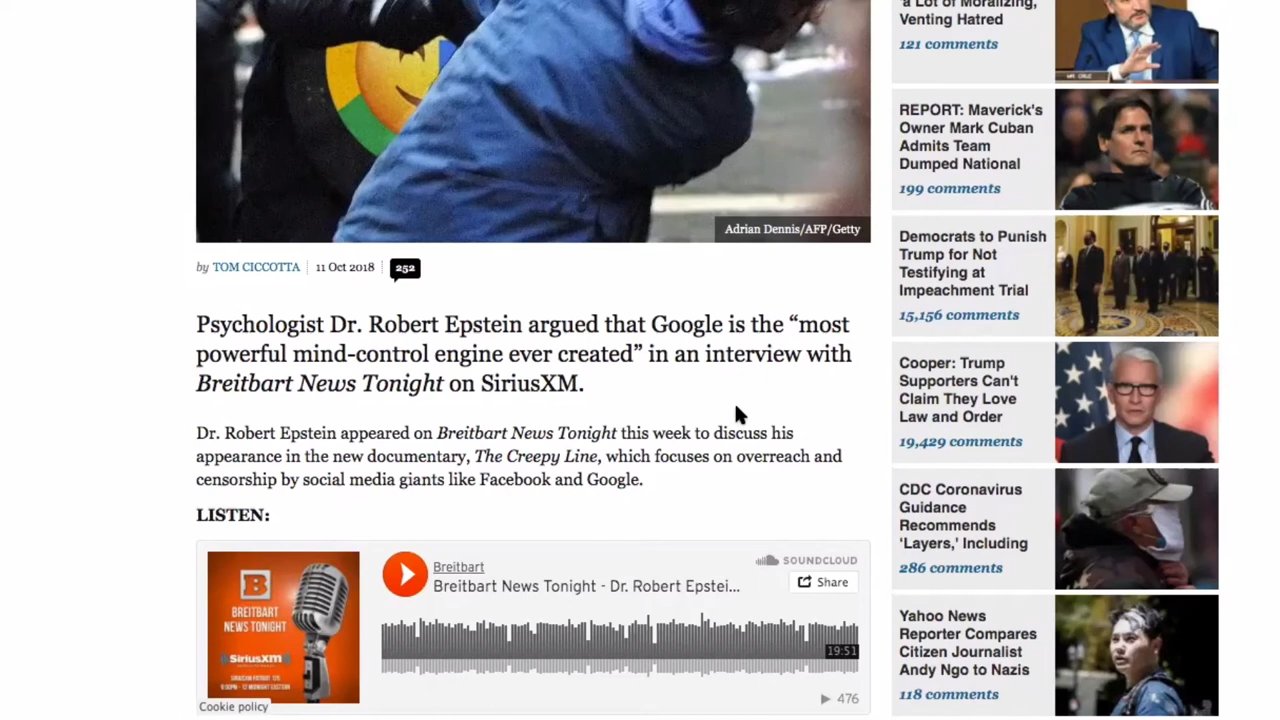 a Lot of Moralizing,
Venting Hatred
121 comments
MR. CRUZ
Adrian Dennis/AFP/Getty
by TOM CICCOTTA 11 Oct 2018 252
Psychologist Dr. Robert Epstein argued that Google is the “most
powerful mind-control engine ever created” in an interview with
Breitbart News Tonight on SiriusXM.
Dr. Robert Epstein appeared on Breitbart News Tonight this week to discuss his
appearance in the new documentary, The Creepy Line, which focuses on overreach and
censorship by social media giants like Facebook and Google.
LISTEN:
B
BREITBART
NEWS TONIGHT
SiriusXM
SIRIUSXM PATRIOT 125
Cookie policy
Breitbart
Breitbart News Tonight - Dr. Robert Epstei...
SOUNDCLOUD
Share
19:51
476
REPORT: Maverick's
Owner Mark Cuban
Admits Team
Dumped National
199 comments
Democrats to Punish
Trump for Not
Testifying at
Impeachment Trial
15,156 comments
Cooper: Trump
Supporters Can't
Claim They Love
Law and Order
19,429 comments
CDC Coronavirus
Guidance
Recommends
‘Layers,’ Including
286 comments
Yahoo News
Reporter Compares
Citizen Journalist
Andy Ngo to Nazis
118 comments